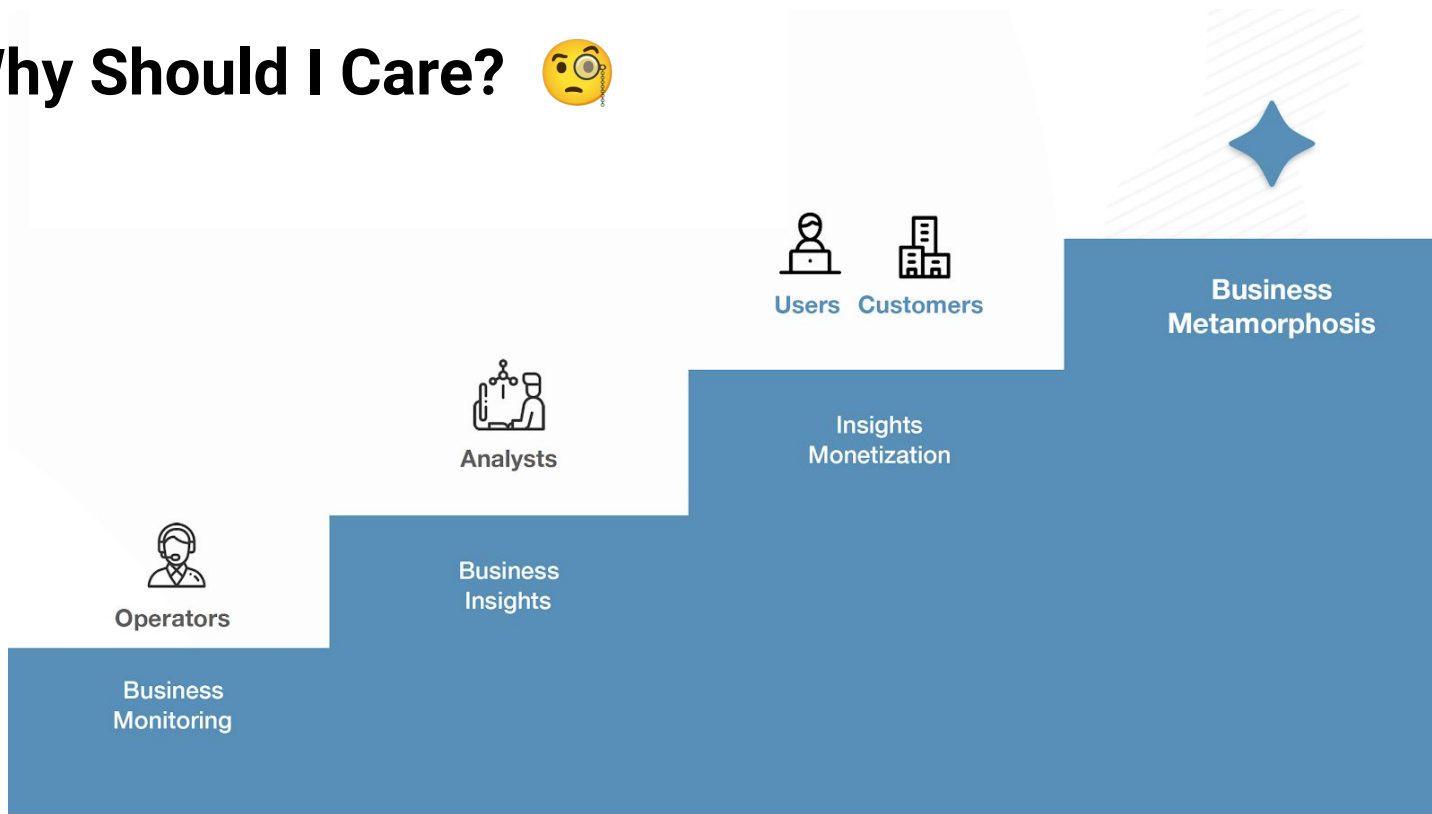 hy Should I Care?
Users Customers
Business
Metamorphosis
Analysts
Insights
Monetization
Operators
Business
Insights
Business
Monitoring